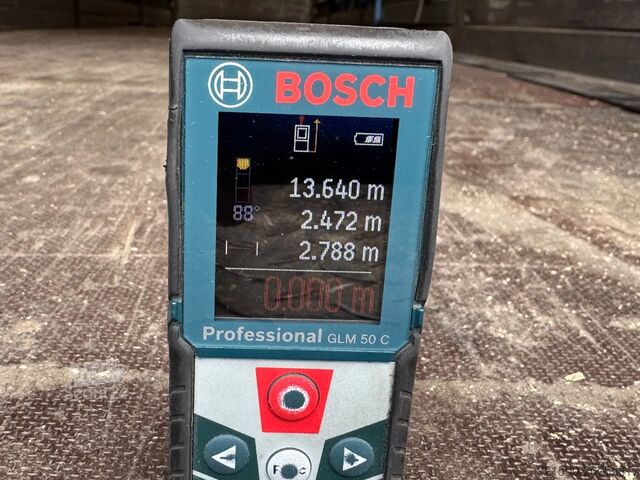 BOSCH
13.640 m
88°
2.472 m
2.788 m
0.000 m
Professional GLM 50 C